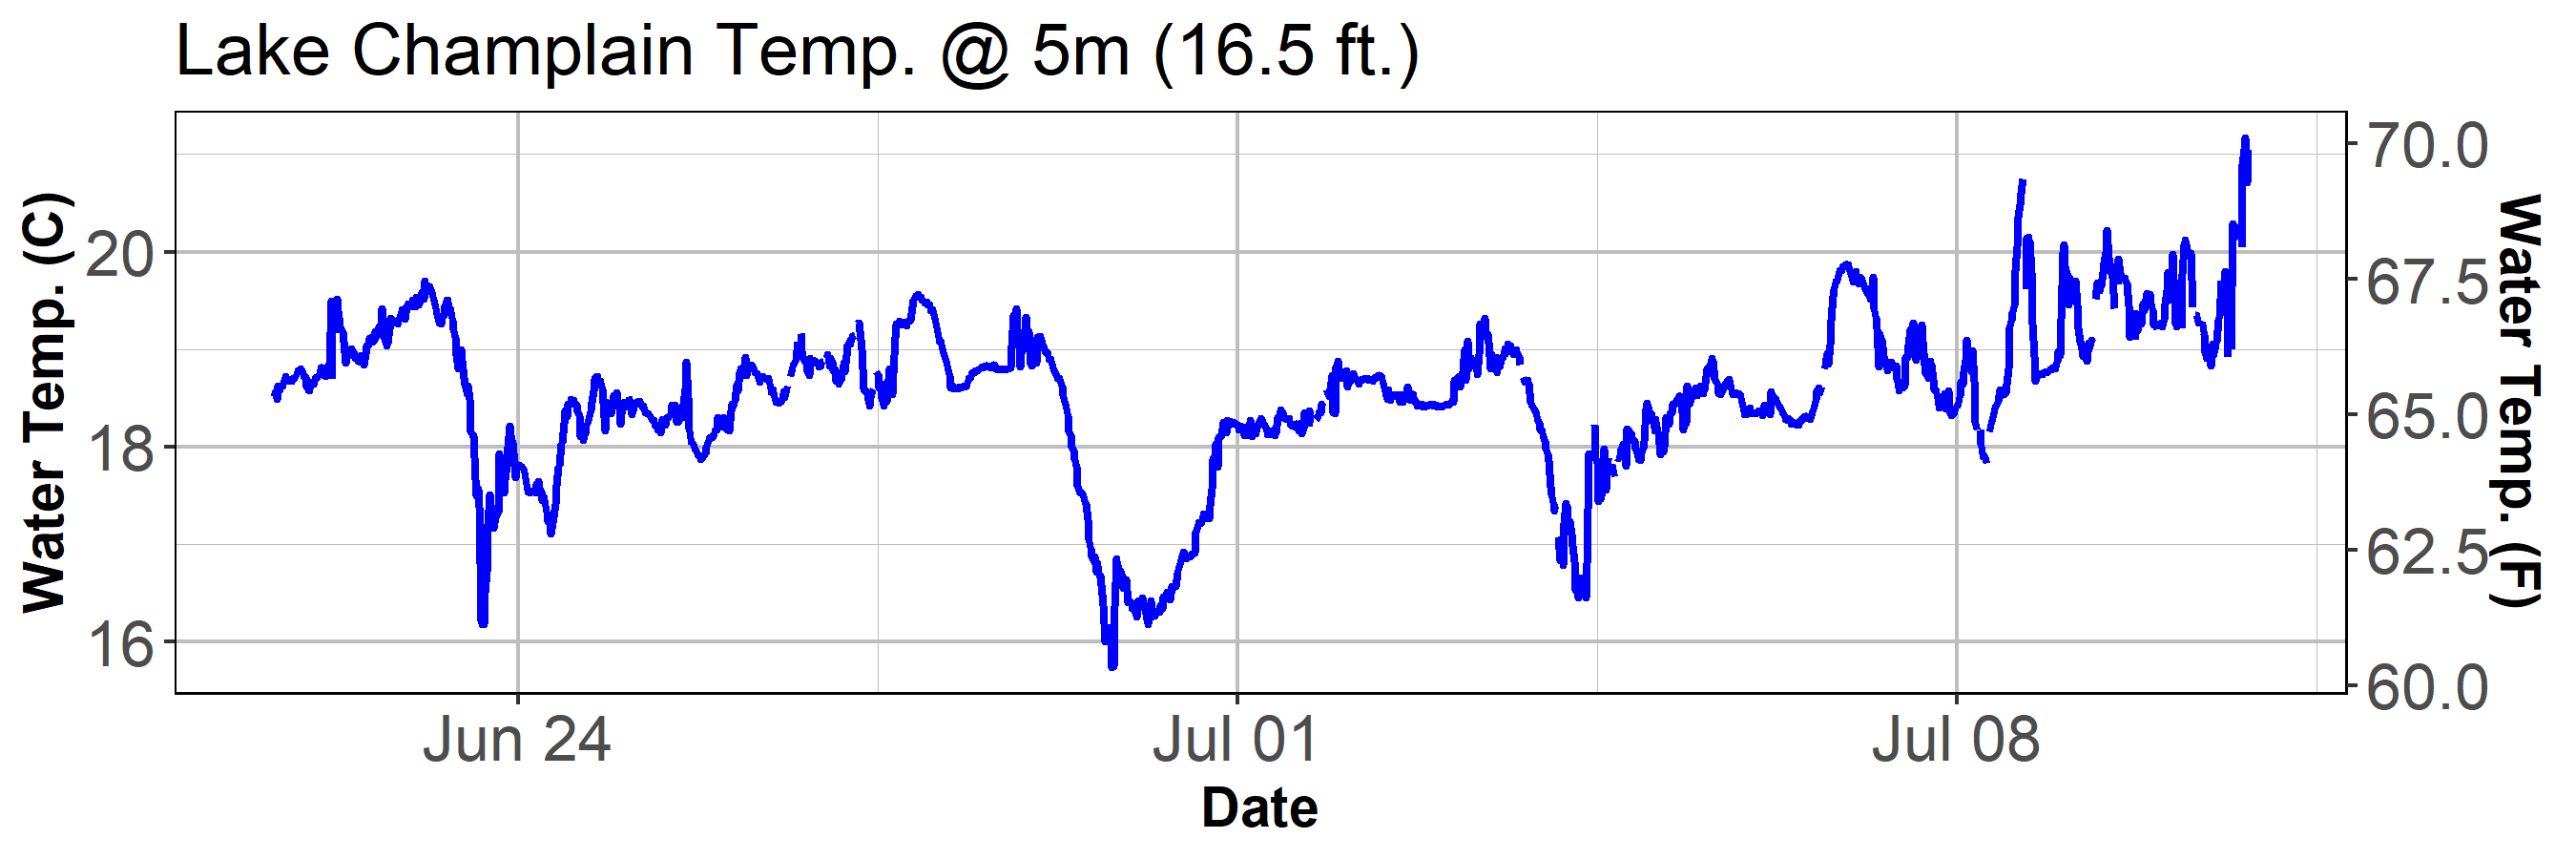 Lake Champlain Temp. @ 5m (16.5 ft.)
Water Temp. (C)
20
18
16
70.0
67.5
65.0
62.5
60.0
Water Temp. (F)
Jun 24
Jul 01
Jul 08
Date